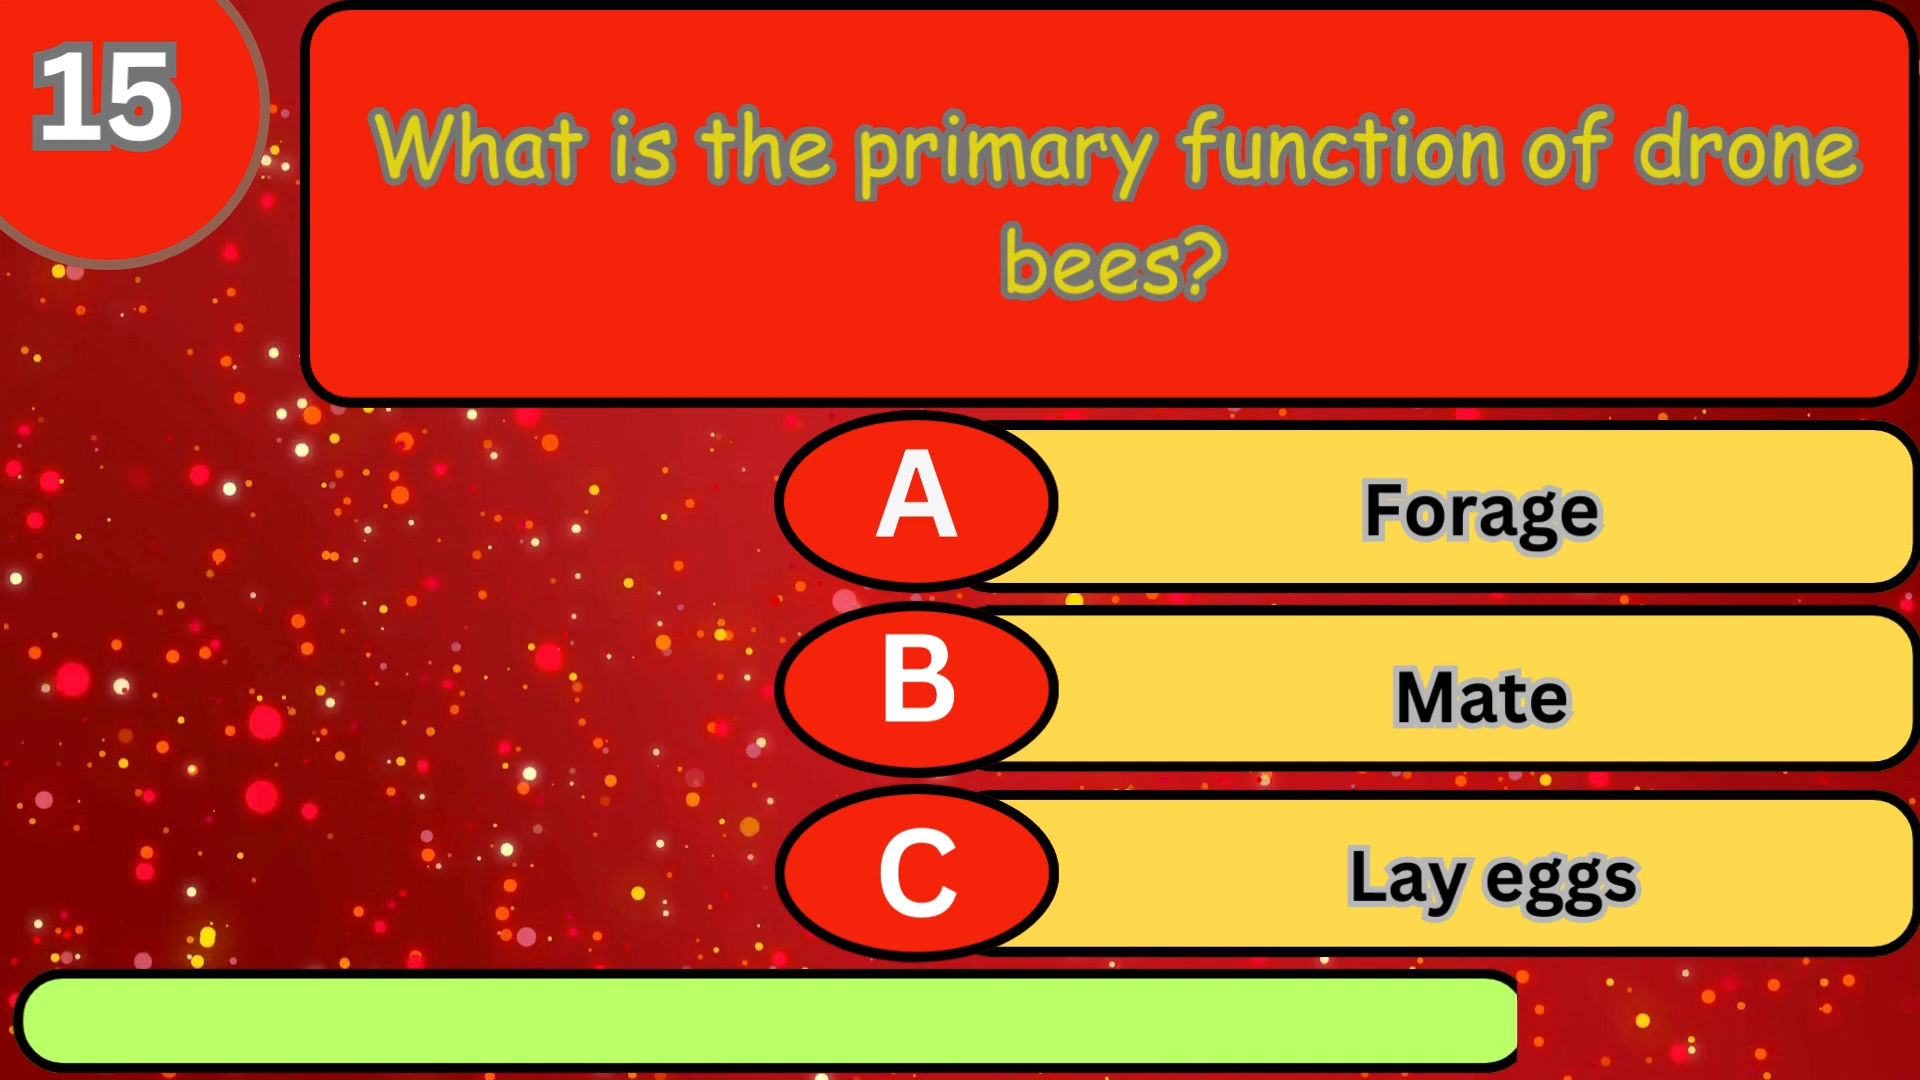 15
What is the primary function of drone
bees?
A
Forage
B
Mate
C
Lay eggs